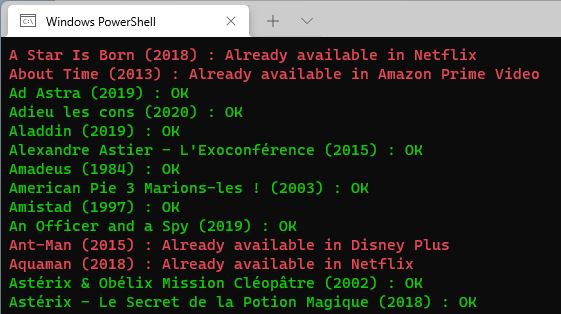 Windows PowerShell
A Star Is Born (2018) : Already available in Netflix
About Time (2013) : Already available in Amazon Prime Video
Ad Astra (2019) : OK
Adieu les cons (2020) : OK
Aladdin (2019) : OK
Alexandre Astier - L'Exoconférence (2015) : OK
Amadeus (1984) : OK
American Pie 3 Marions-les ! (2003) : OK
Amistad (1997) : OK
An Officer and a Spy (2019) : OK
Ant-Man (2015) : Already available in Disney Plus
Aquaman (2018) : Already available in Netflix
Astérix & Obélix Mission Cléopâtre (2002) : OK
Astérix - Le Secret de la Potion Magique (2018) : OK